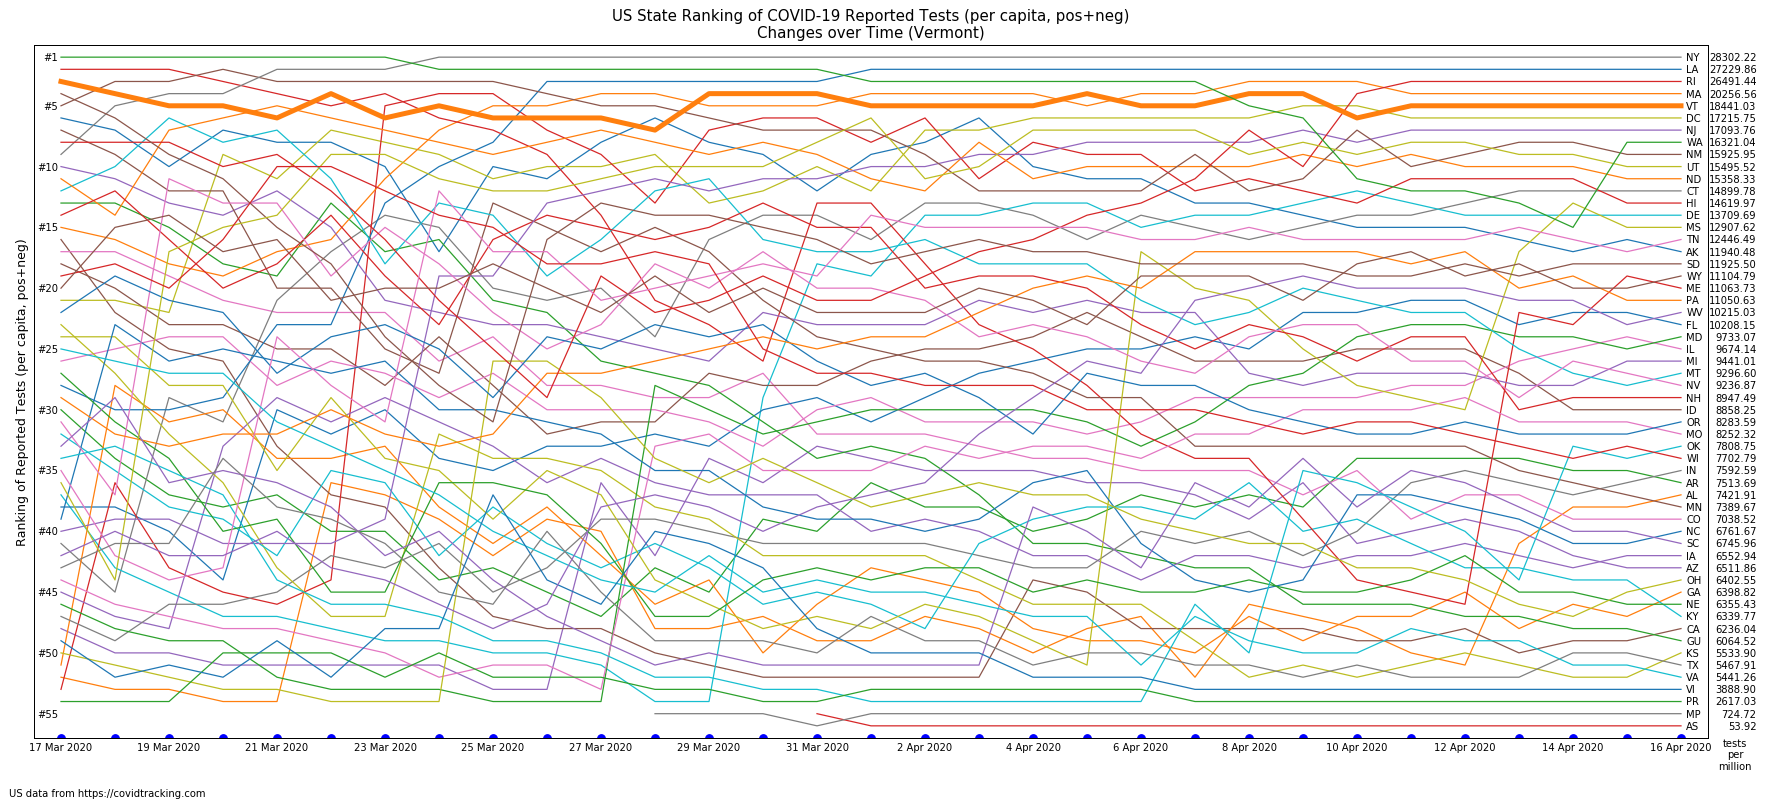 US State Ranking of COVID-19 Reported Tests (per capita, pos+neg)
Changes over Time (Vermont)
Ranking of Reported Tests (per capita, pos+neg)
#1
#5
#10
#15
#20
#25
#30
#35
#40
#45
#50
#55
NY 28302.22
LA 27229.86
RI 26491.44
MA 20256.56
VT 18441.03
DC 17215.75
NJ 17093.76
WA 16321.04
NM 15925.95
UT 15495.52
ND 15358.33
CT 14899.78
HI 14619.97
DE 13709.69
MS 12907.62
TN 12446.49
AK 11940.48
SD 11925.50
WY 11104.79
ME 11063.73
PA 11050.63
WV 10215.03
FL 10208.15
MD 9733.07
IL 9674.14
MI 9441.01
MT 9296.60
NV 9236.87
NH 8947.49
ID 8858.25
OR 8283.59
MO 8252.32
OK 7808.75
WI 7702.79
IN 7592.59
AR 7513.69
AL 7421.91
MN 7389.67
CO 7038.52
NC 6761.67
SC 6745.96
IA 6552.94
AZ 6511.86
OH 6402.55
GA 6398.82
NE 6355.43
KY 6339.77
CA 6236.04
GU 6064.52
KS 5533.90
TX 5467.91
VA 5441.26
VI 3888.90
PR 2617.03
MP 724.72
AS 53.92
17 Mar 2020 19 Mar 2020 21 Mar 2020 23 Mar 2020 25 Mar 2020 27 Mar 2020 29 Mar 2020 31 Mar 2020 2 Apr 2020 4 Apr 2020 6 Apr 2020 8 Apr 2020 10 Apr 2020 12 Apr 2020 14 Apr 2020 16 Apr 2020
tests
per
million
US data from https://covidtracking.com